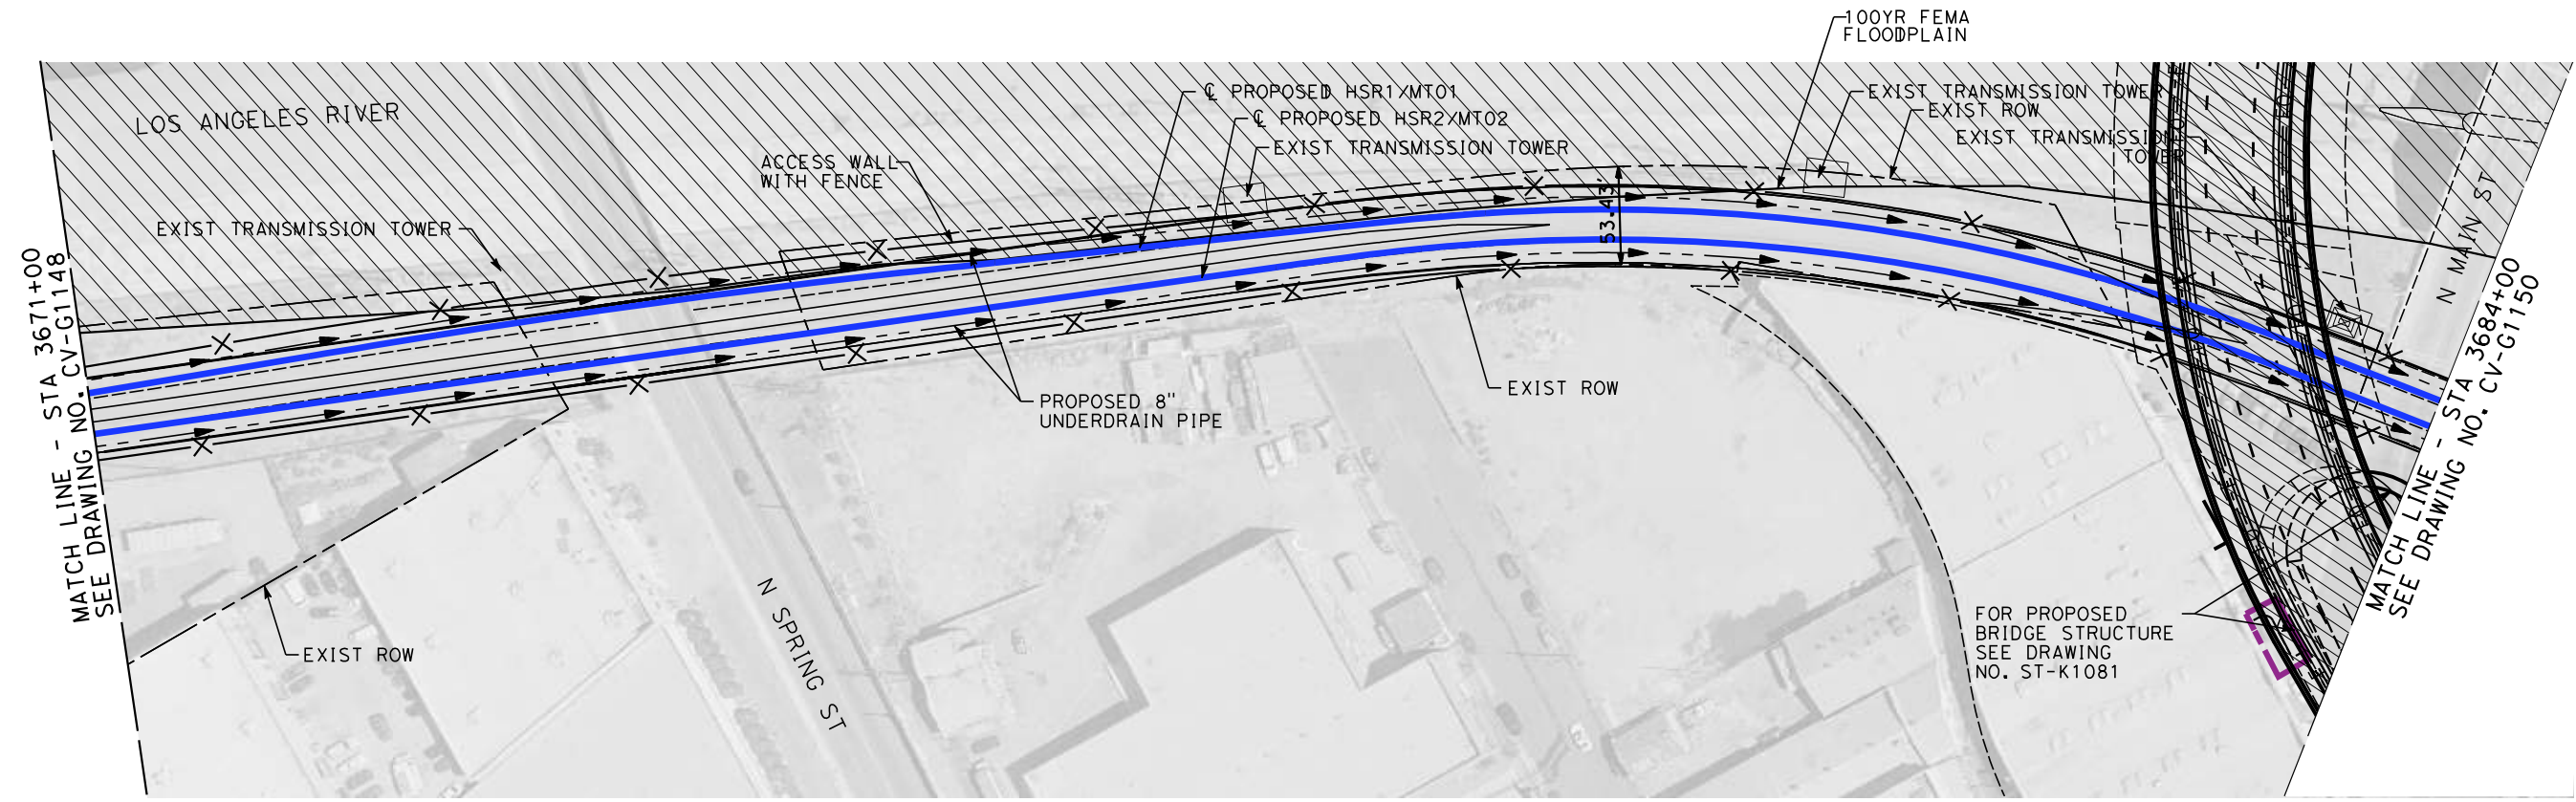 100YR FEMA
FLOODPLAIN
LOS ANGELES RIVER
℄ PROPOSED HSR1/MT01
℄ PROPOSED HSR2/MT02
EXIST TRANSMISSION TOWER
EXIST TRANSMISSION TOWER
EXIST ROW
EXIST TRANSMISSION
TOWER
ACCESS WALL
WITH FENCE
EXIST TRANSMISSION TOWER
53.43'
N MAIN ST
MATCH LINE - STA 3671+00
SEE DRAWING NO. CV-G1148
MATCH LINE - STA 3684+00
SEE DRAWING NO. CV-G1150
PROPOSED 8"
UNDERDRAIN PIPE
EXIST ROW
N SPRING ST
EXIST ROW
FOR PROPOSED
BRIDGE STRUCTURE
SEE DRAWING
NO. ST-K1081